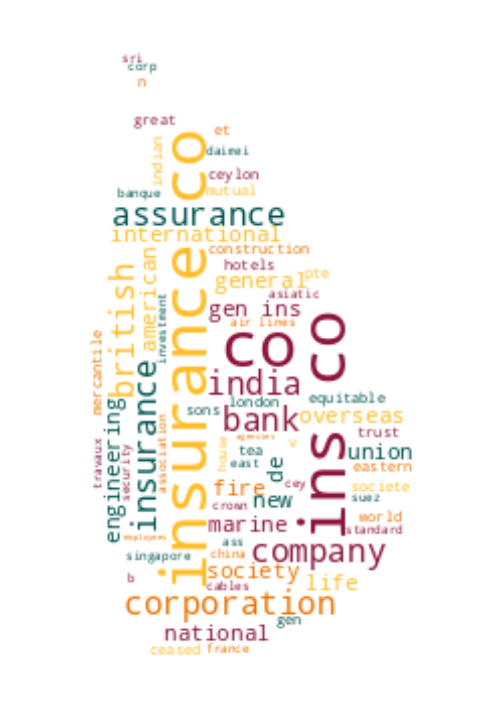 sri
corp
n
great
et
indian
insurance co
daimei
ceylon
banque
mutual
assurance
international
construction
british
american
hotels
general
pte
asiatic
investment
gen ins
air lines
ins co
co
mercantile
insurance
india
equitable
engineering
sons
london
bank
overseas
trust
travaux
security
association
house
agencies
v
tea
east
de
union
eastern
cey
fire
new
societe
suez
crown
marine
world
standard
employees
ass
china
company
singapore
b
society
cables
life
corporation
gen
national
ceased
france